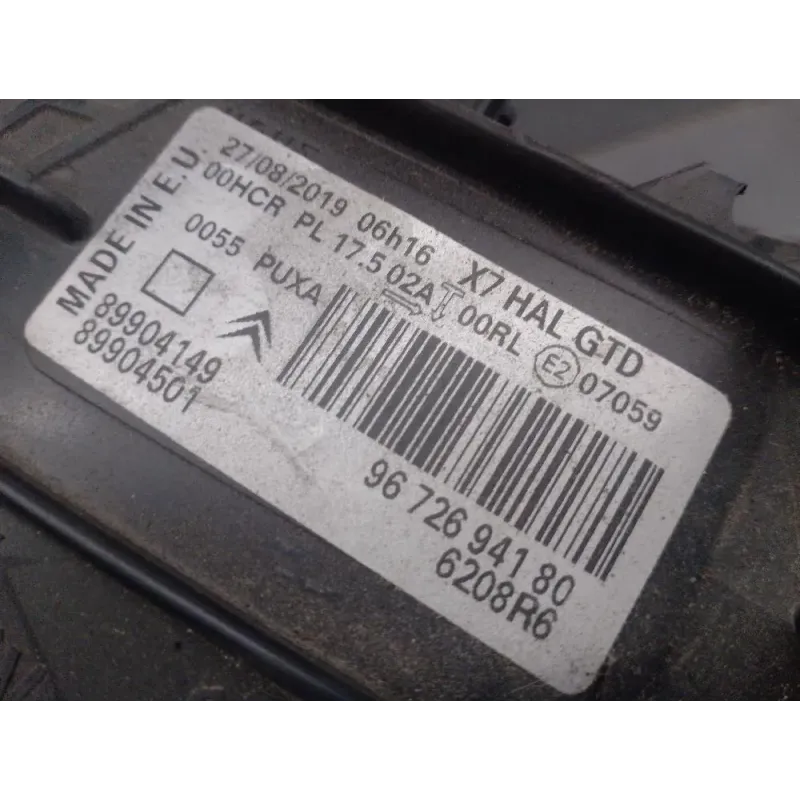 27/08/2019 06h16 X7 HAL GTD
00HCR PL 17.5 02A 00RL E2 07059
0055 PUXA
MADE IN E.U.
89904149
89904501
96 726 941 80
6208R6